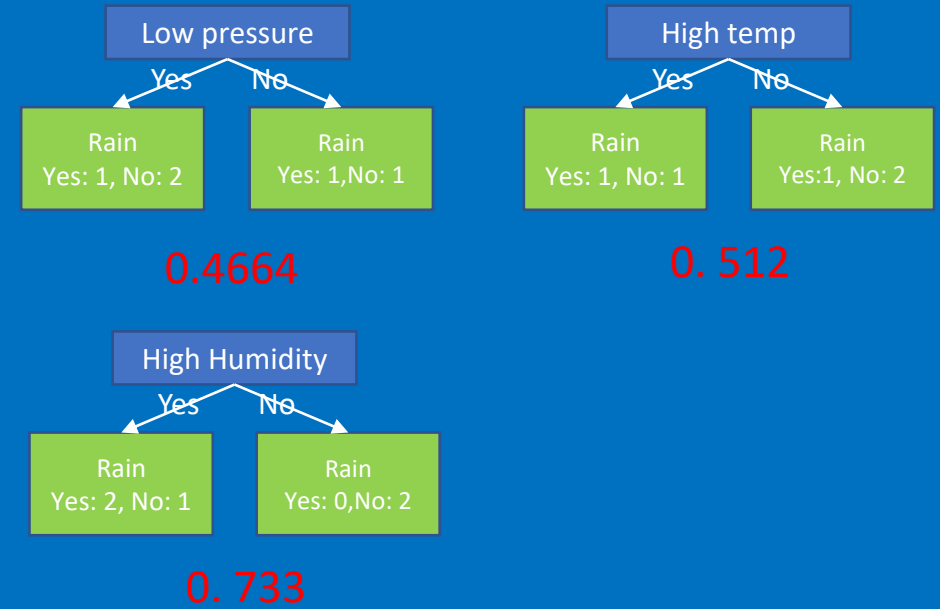 Low pressure
Yes No
Rain
Yes: 1, No: 2
Rain
Yes: 1,No: 1
0.4664
High temp
Yes No
Rain
Yes: 1, No: 1
Rain
Yes:1, No: 2
0. 512
High Humidity
Yes No
Rain
Yes: 2, No: 1
Rain
Yes: 0,No: 2
0. 733